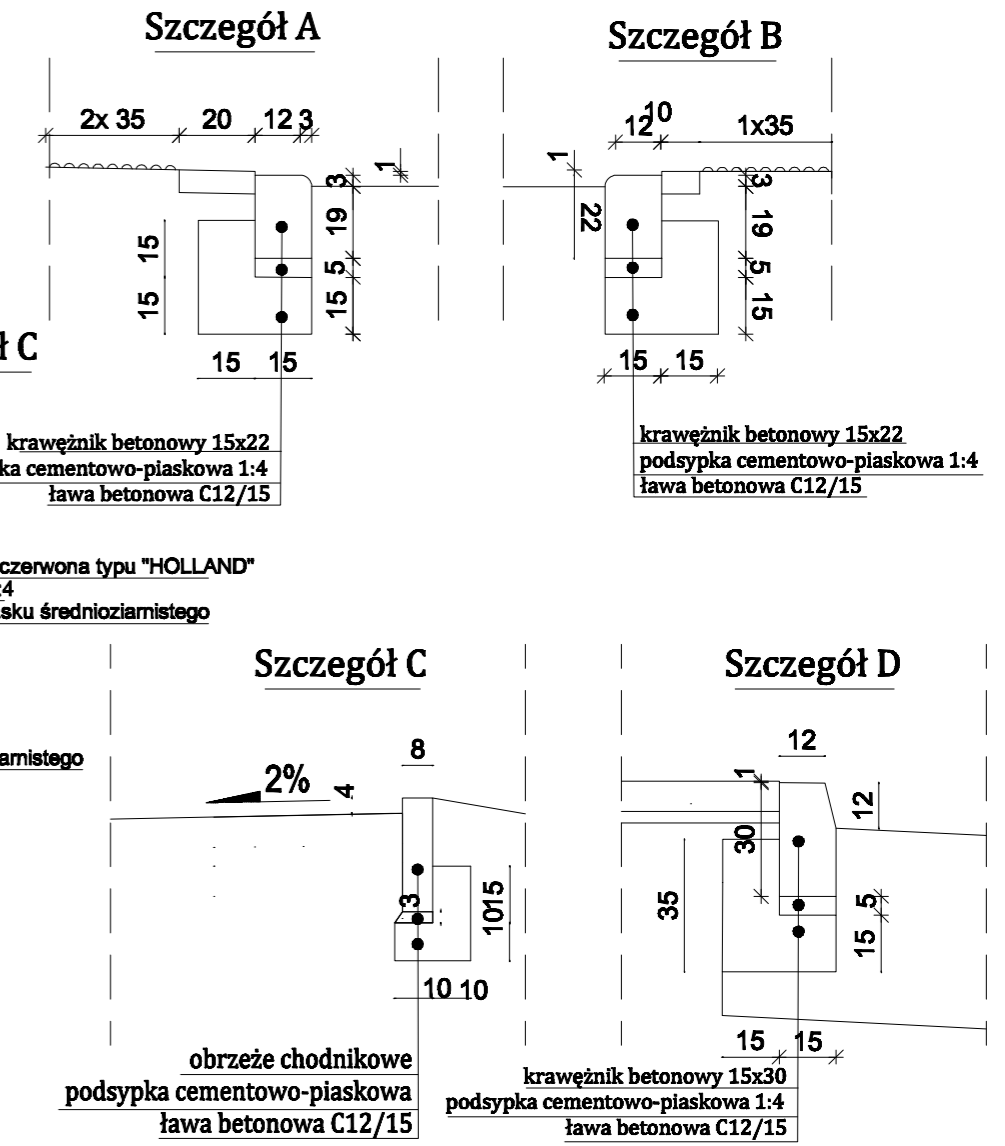 Szczegół A
2x 35
20
12
3
1
3
19
5
15
15
15
15
15
krawężnik betonowy 15x22
cementowo-piaskowa 1:4
ława betonowa C12/15
Szczegół B
12
10
1x35
1
22
3
19
5
15
15
15
krawężnik betonowy 15x22
podsypka cementowo-piaskowa 1:4
ława betonowa C12/15
C
czerwona typu "HOLLAND"
:4
średnioziarnistego
Szczegół C
8
2%
4
3
15
10
10
10
obrzeże chodnikowe
podsypka cementowo-piaskowa
ława betonowa C12/15
Szczegół D
12
1
12
30
35
5
15
15
15
krawężnik betonowy 15x30
podsypka cementowo-piaskowa 1:4
ława betonowa C12/15